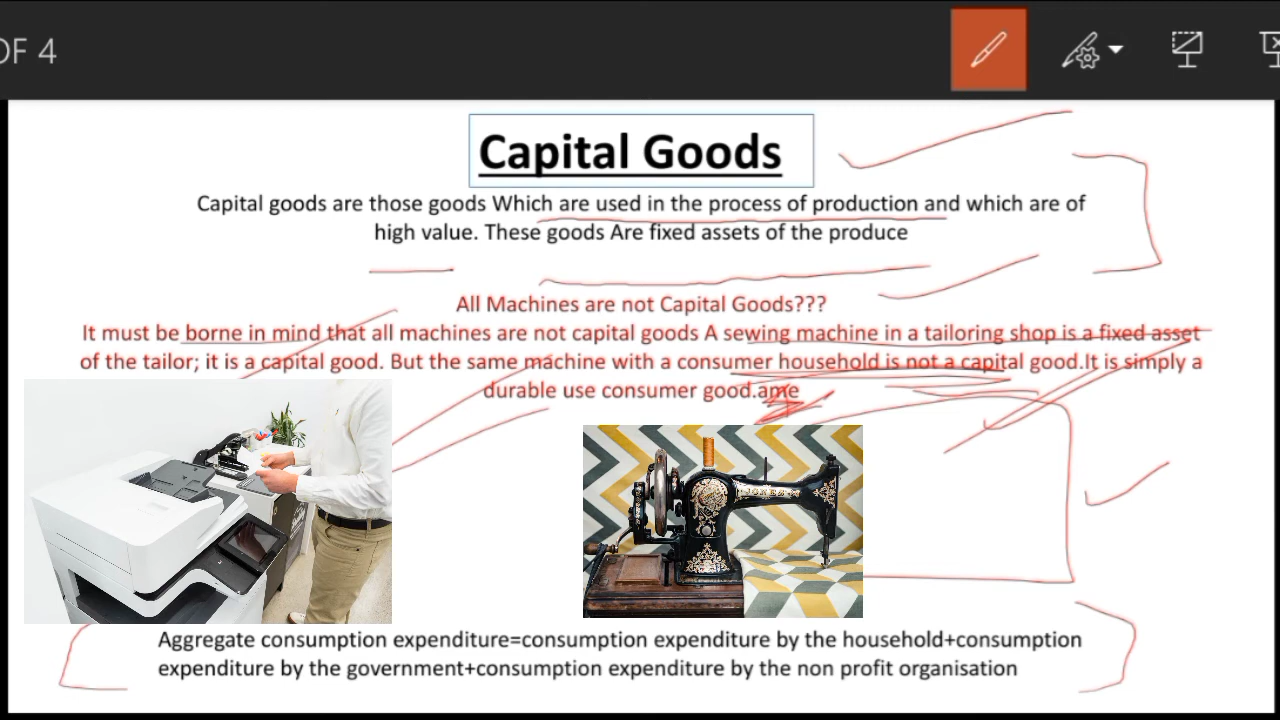 OF 4
Capital Goods
Capital goods are those goods Which are used in the process of production and which are of
high value. These goods Are fixed assets of the produce
All Machines are not Capital Goods???
It must be borne in mind that all machines are not capital goods A sewing machine in a tailoring shop is a fixed asset
of the tailor; it is a capital good. But the same machine with a consumer household is not a capital good.It is simply a
durable use consumer good.ame
JONES
Aggregate consumption expenditure=consumption expenditure by the household+consumption
expenditure by the government+consumption expenditure by the non profit organisation